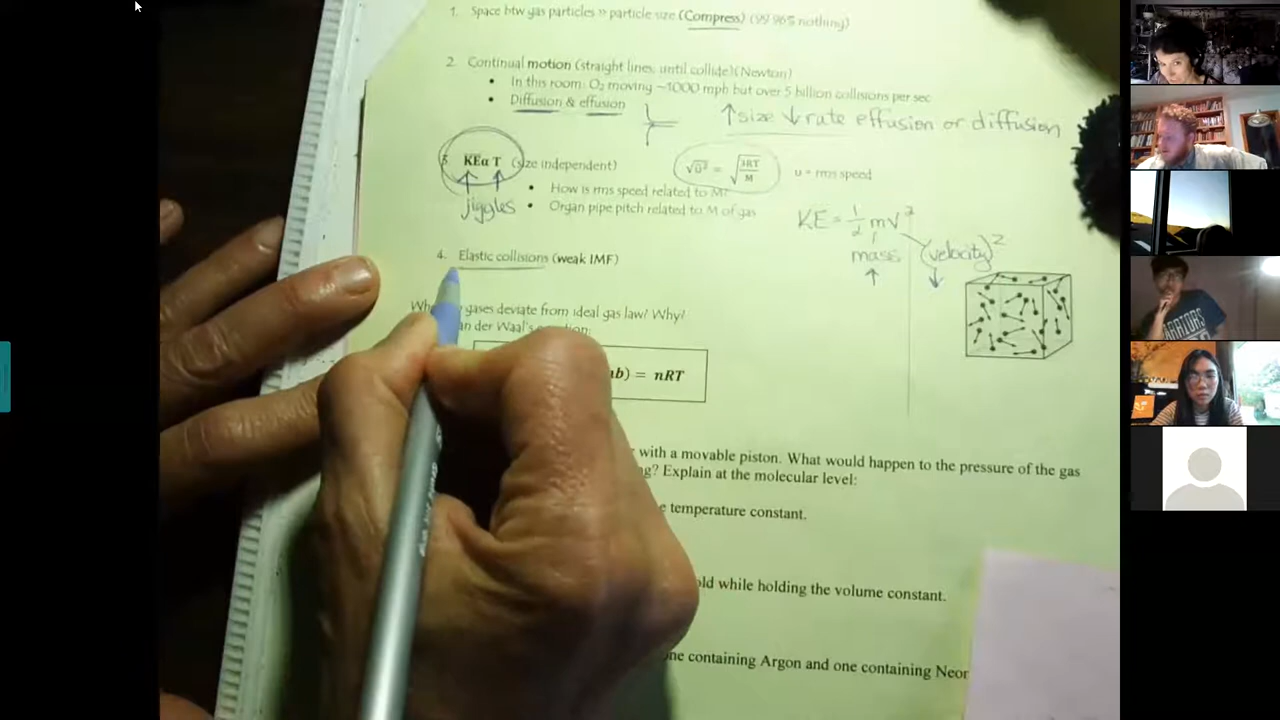 1. Space btw gas particles » particle size (Compress) (95/96% nothing)
2. Continual motion (straight lines, until collide)(Newton)
• In this room: O₂ moving ~1000 mph but over 5 billion collisions per sec
• Diffusion & effusion
↑size ↓rate effusion or diffusion
3. KE α T (size independent) √ū² = √3RT/M u = rms speed
• How is rms speed related to M?
jiggles • Organ pipe pitch related to M of gas
KE = 1/2 mv²
mass (velocity)²
↑ ↓
4. Elastic collisions (weak IMF)
gases deviate from ideal gas law? Why?
der Waal's
) = nRT
with a movable piston. What would happen to the pressure of the gas
? Explain at the molecular level:
temperature constant.
while holding the volume constant.
containing Argon and one containing Neon
WARRIORS